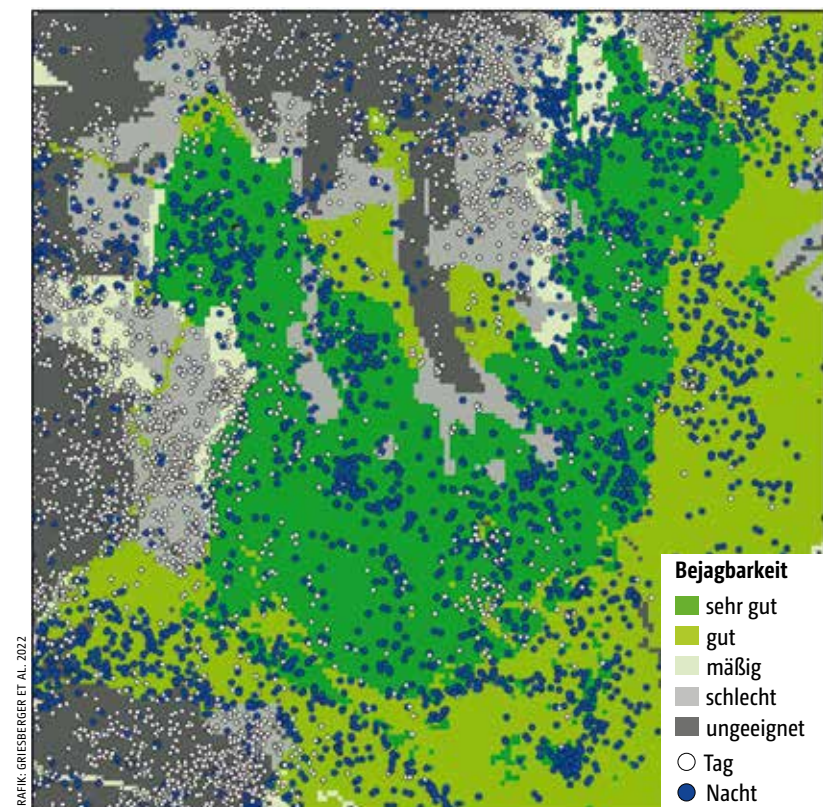 Bejagbarkeit
sehr gut
gut
mäßig
schlecht
ungeeignet
Tag
Nacht
RAFIK: GRIESBERGER ET AL. 2022